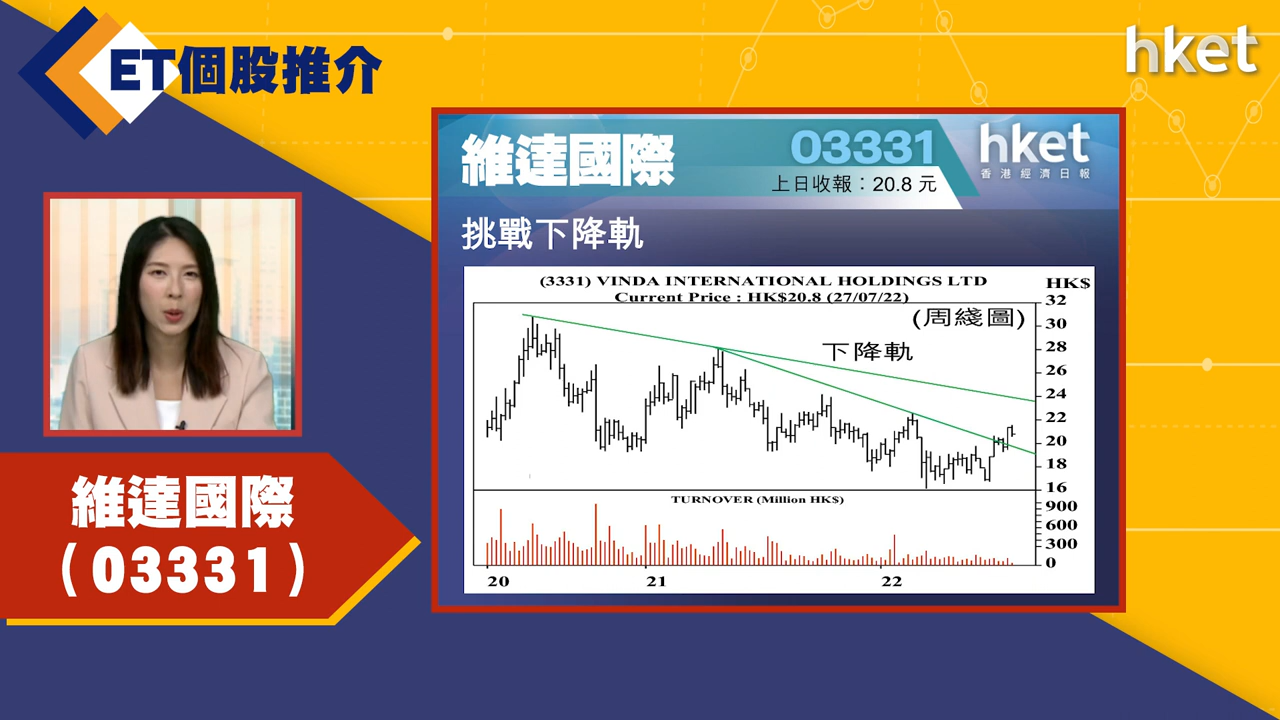 ET個股推介
hket
維達國際
03331
上日收報：20.8 元
hket
香港經濟日報
挑戰下降軌
(3331) VINDA INTERNATIONAL HOLDINGS LTD
Current Price : HK$20.8 (27/07/22)
HK$
(周綫圖)
下降軌
32
30
28
26
24
22
20
18
16
TURNOVER (Million HK$)
900
600
300
0
20
21
22
維達國際
（03331）